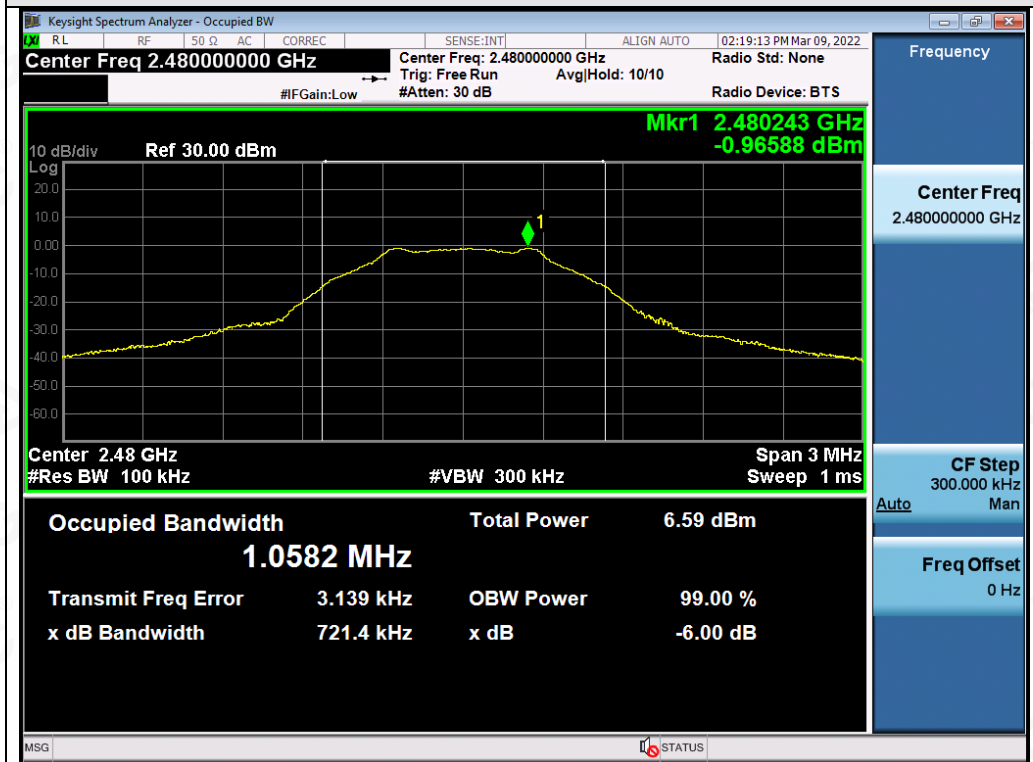 Keysight Spectrum Analyzer - Occupied BW
LXI RL RF 50 Ω AC CORREC SENSE:INT ALIGN AUTO 02:19:13 PM Mar 09, 2022
Center Freq 2.480000000 GHz
Center Freq: 2.480000000 GHz
Radio Std: None
Trig: Free Run Avg|Hold: 10/10
#IFGain:Low
#Atten: 30 dB
Radio Device: BTS
Frequency
Mkr1 2.480243 GHz
-0.96588 dBm
10 dB/div Ref 30.00 dBm
Log
20.0
10.0
0.00
-10.0
-20.0
-30.0
-40.0
-50.0
-60.0
1
Center 2.48 GHz
Span 3 MHz
#Res BW 100 kHz
#VBW 300 kHz
Sweep 1 ms
Occupied Bandwidth
1.0582 MHz
Total Power 6.59 dBm
Transmit Freq Error 3.139 kHz
OBW Power 99.00 %
x dB Bandwidth 721.4 kHz
x dB -6.00 dB
Center Freq
2.480000000 GHz
CF Step
300.000 kHz
Auto Man
Freq Offset
0 Hz
MSG
STATUS